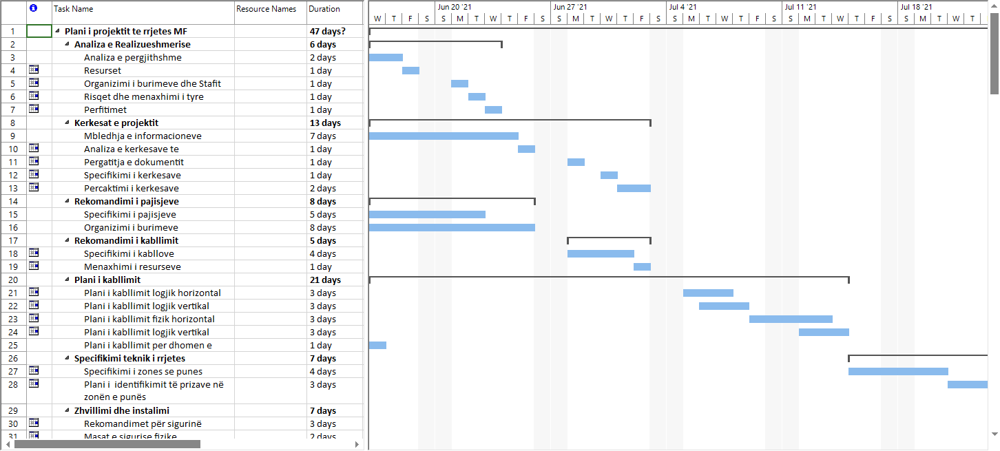 Task Name Resource Names Duration
Jun 20 '21 Jun 27 '21 Jul 4 '21 Jul 11 '21 Jul 18 '21
W T F S S M T W T F S S M T W T F S S M T W T F S S M T W T F S S M T W T
1 Plani i projektit te rrjetes MF 47 days?
2 Analiza e Realizueshmerise 6 days
3 Analiza e pergjithshme 2 days
4 Resurset 1 day
5 Organizimi i burimeve dhe Stafit 1 day
6 Risqet dhe menaxhimi i tyre 1 day
7 Perfitimet 1 day
8 Kerkesat e projektit 13 days
9 Mbledhja e informacioneve 7 days
10 Analiza e kerkesave te 1 day
11 Pergatitja e dokumentit 1 day
12 Specifikimi i kerkesave 1 day
13 Percaktimi i kerkesave 2 days
14 Rekomandimi i pajisjeve 8 days
15 Specifikimi i pajisjeve 5 days
16 Organizimi i burimeve 8 days
17 Rekomandimi i kabllimit 5 days
18 Specifikimi i kabllove 4 days
19 Menaxhimi i resurseve 1 day
20 Plani i kabllimit 21 days
21 Plani i kabllimit logjik horizontal 3 days
22 Plani i kabllimit logjik vertikal 3 days
23 Plani i kabllimit fizik horizontal 3 days
24 Plani i kabllimit logjik vertikal 3 days
25 Plani i kabllimit per dhomen e 1 day
26 Specifikimi teknik i rrjetes 7 days
27 Specifikimi i zones se punes 4 days
28 Plani i  identifikimit të prizave në 3 days
zonën e punës
29 Zhvillimi dhe instalimi 7 days
30 Rekomandimet për sigurinë 3 days
31 Masat e sigurise fizike 2 days